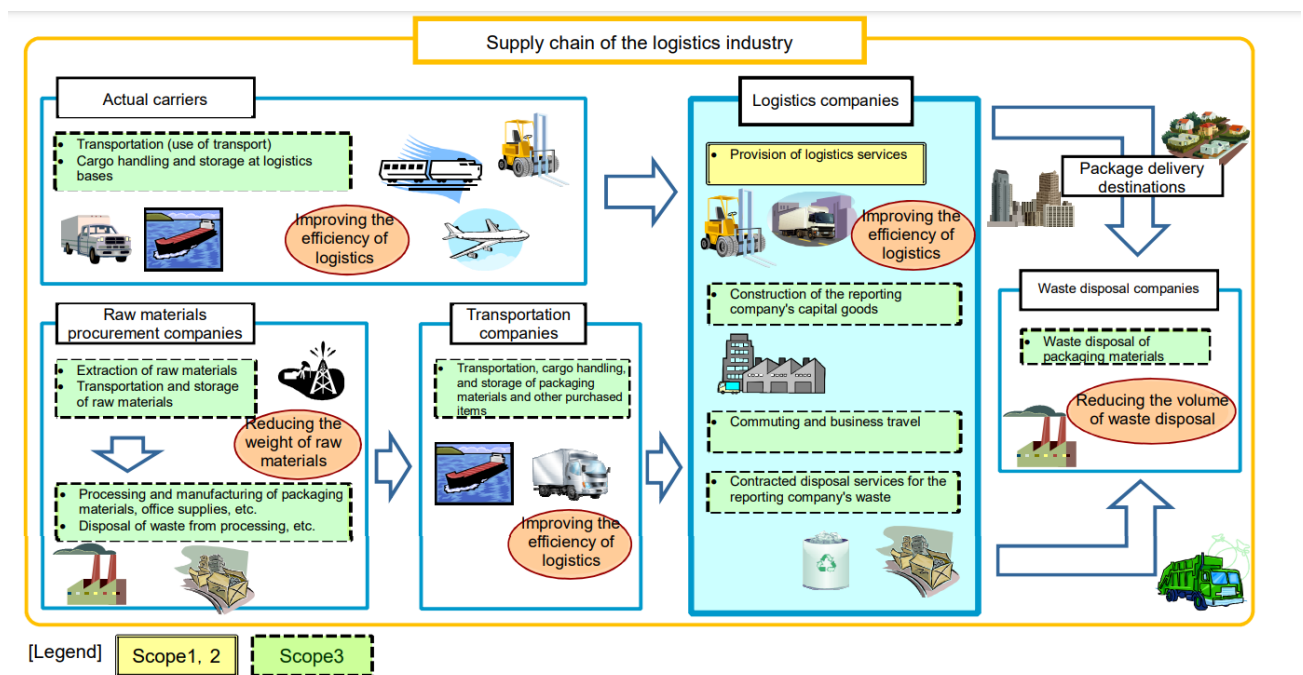 Supply chain of the logistics industry
Actual carriers
• Transportation (use of transport)
• Cargo handling and storage at logistics
bases
Improving the
efficiency of
logistics
Logistics companies
• Provision of logistics services
Improving the
efficiency of
logistics
• Construction of the reporting
company's capital goods
• Commuting and business travel
• Contracted disposal services for the
reporting company's waste
Package delivery
destinations
Raw materials
procurement companies
• Extraction of raw materials
• Transportation and storage
of raw materials
Reducing the
weight of raw
materials
• Processing and manufacturing of packaging
materials, office supplies, etc.
• Disposal of waste from processing, etc.
Transportation
companies
• Transportation, cargo handling,
and storage of packaging
materials and other purchased
items
Improving the
efficiency of
logistics
Waste disposal companies
• Waste disposal of
packaging materials
Reducing the volume
of waste disposal
[Legend]
Scope1, 2
Scope3